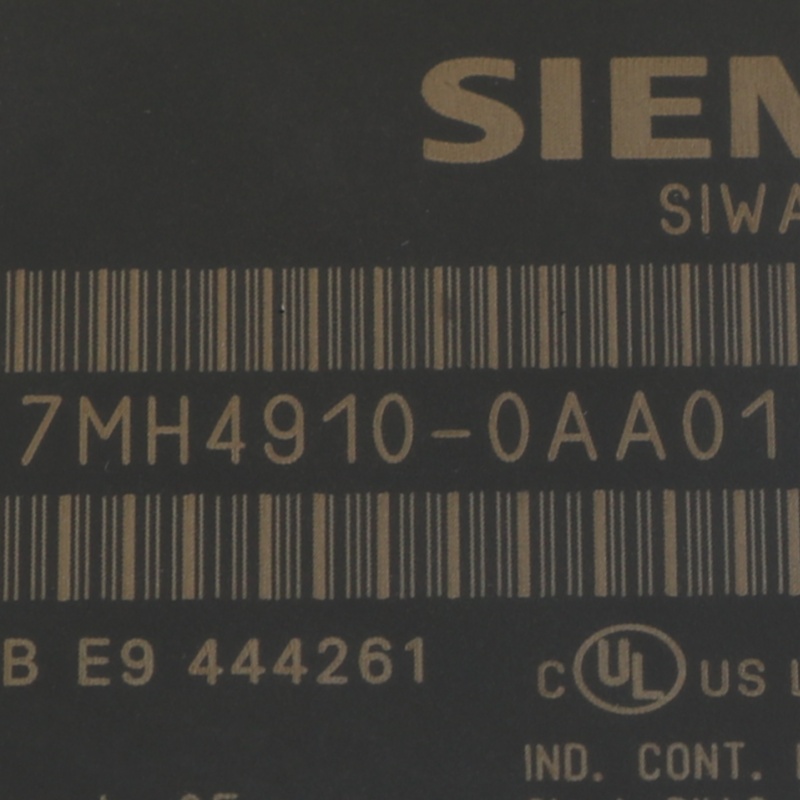 SIEM
SIWA
7MH4910-0AA01
B E9 444261
C UL US L
IND. CONT.